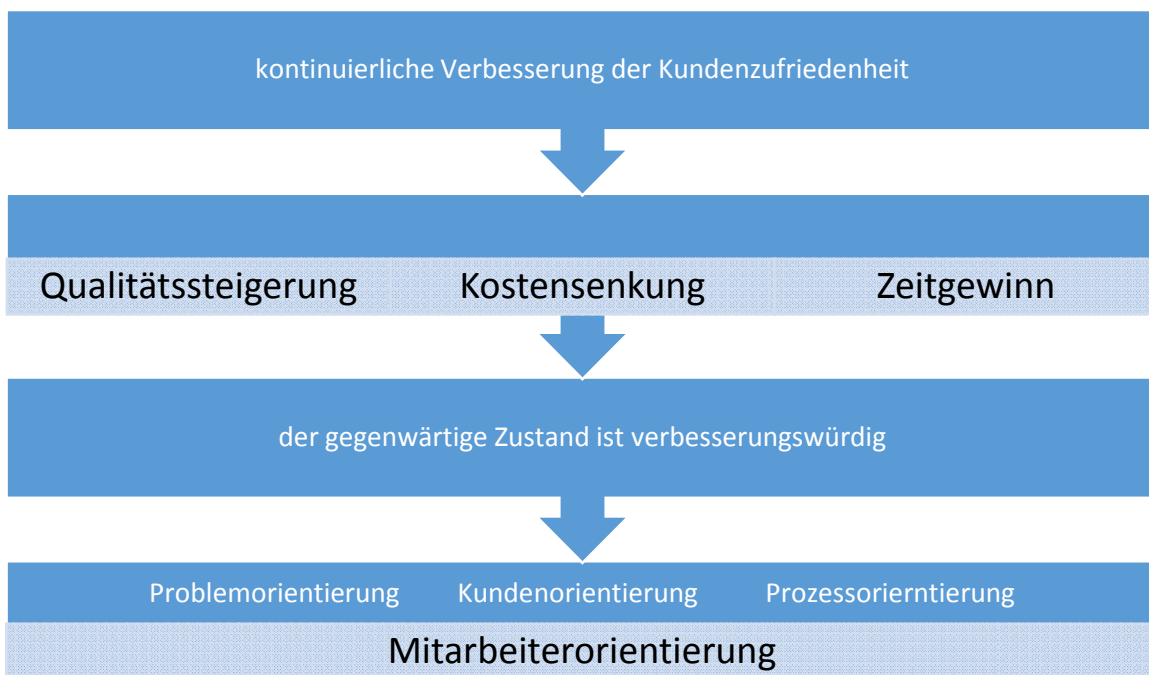 kontinuierliche Verbesserung der Kundenzufriedenheit
Qualitätssteigerung Kostensenkung Zeitgewinn
der gegenwärtige Zustand ist verbesserungswürdig
Problemorientierung Kundenorientierung Prozessorierntierung
Mitarbeiterorientierung